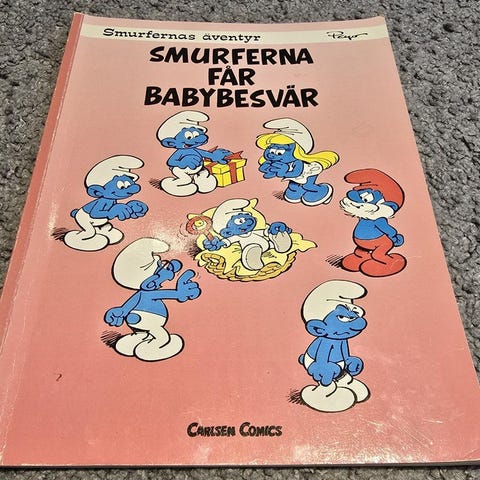 Smurfernas äventyr
Peyo
SMURFERNA
FÅR
BABYBESVÄR
CARLSEN COMICS